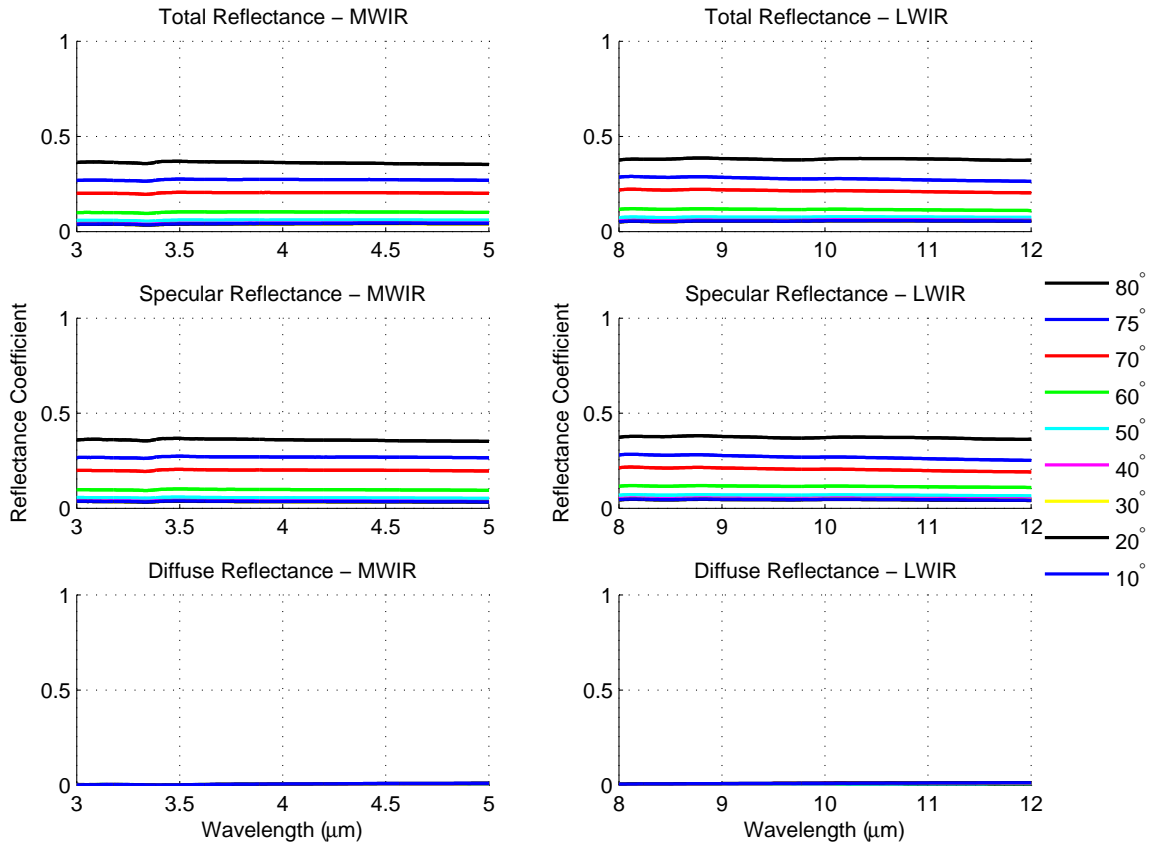 Total Reflectance – MWIR
1
0.5
0
3 3.5 4 4.5 5
Total Reflectance – LWIR
1
0.5
0
8 9 10 11 12
Specular Reflectance – MWIR
Reflectance Coefficient
1
0.5
0
3 3.5 4 4.5 5
Specular Reflectance – LWIR
Reflectance Coefficient
1
0.5
0
8 9 10 11 12
Diffuse Reflectance – MWIR
1
0.5
0
3 3.5 4 4.5 5
Wavelength (μm)
Diffuse Reflectance – LWIR
1
0.5
0
8 9 10 11 12
Wavelength (μm)
80°
75°
70°
60°
50°
40°
30°
20°
10°